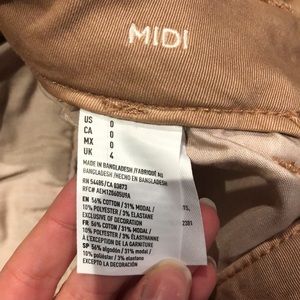 MIDI
US 0
CA 0
MX 0
UK 4
MADE IN BANGLADESH / FABRIQUÉ AU
BANGLADESH / HECHO EN BANGLADESH.
RN 54485/CA 03873
RFC# AEM120605URA
EN 56% COTTON / 31% MODAL /
10% POLYESTER / 3% ELASTANE
EXCLUSIVE OF DECORATION
FR 56% COTON / 31% MODAL /
10% POLYESTER / 3% ÉLASTHANNE
À L'EXCEPTION DE LA GARNITURE
SP 56% algodón / 31% modal /
10% poliéster / 3% elastano
EXCEPTO LA DECORACIÓN
2381